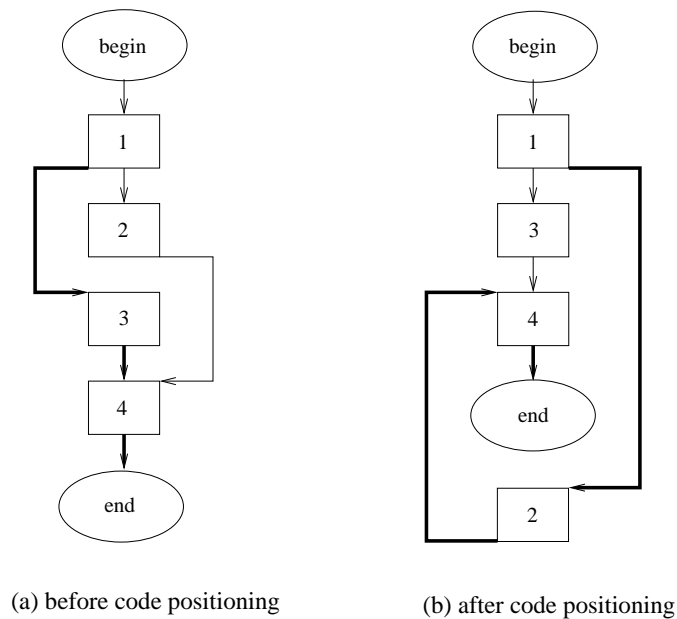 begin
1
2
3
4
end
(a) before code positioning
begin
1
3
4
end
2
(b) after code positioning